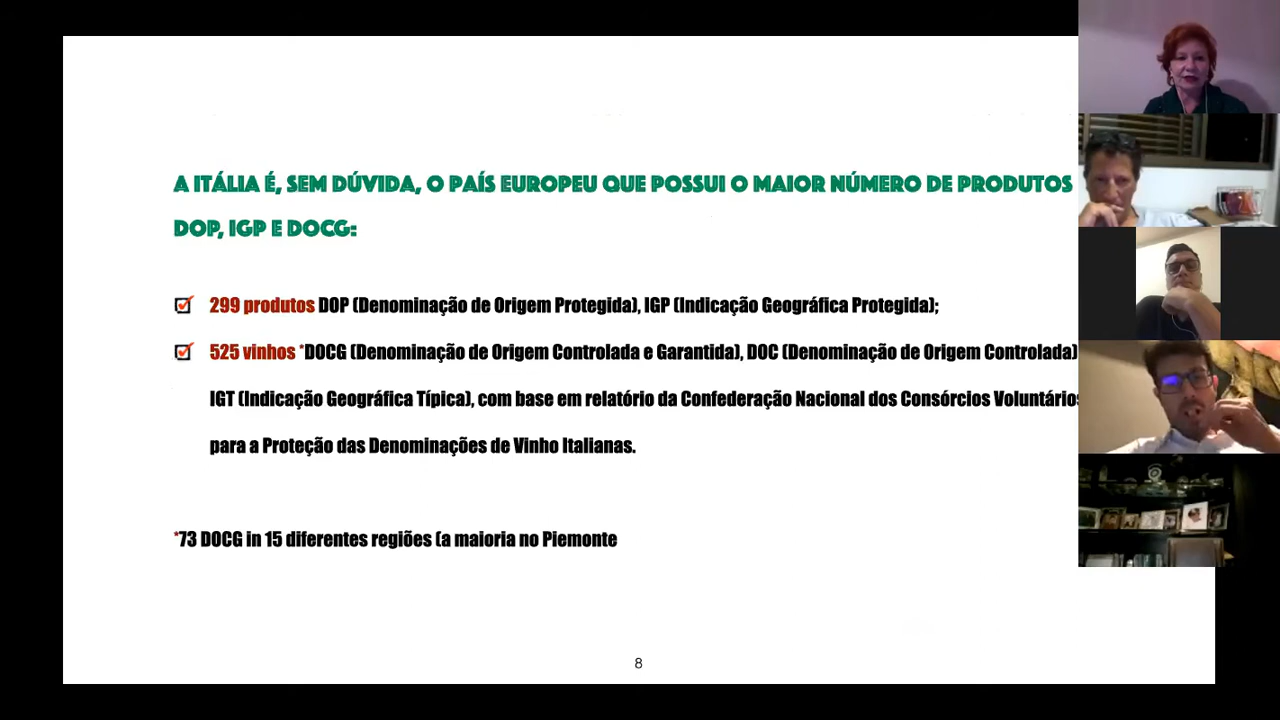 A ITÁLIA É, SEM DÚVIDA, O PAÍS EUROPEU QUE POSSUI O MAIOR NÚMERO DE PRODUTOS
DOP, IGP E DOCG:
299 produtos DOP (Denominação de Origem Protegida), IGP (Indicação Geográfica Protegida);
525 vinhos *DOCG (Denominação de Origem Controlada e Garantida), DOC (Denominação de Origem Controlada)
IGT (Indicação Geográfica Típica), com base em relatório da Confederação Nacional dos Consórcios Voluntários
para a Proteção das Denominações de Vinho Italianas.
*73 DOCG in 15 diferentes regiões (a maioria no Piemonte
8